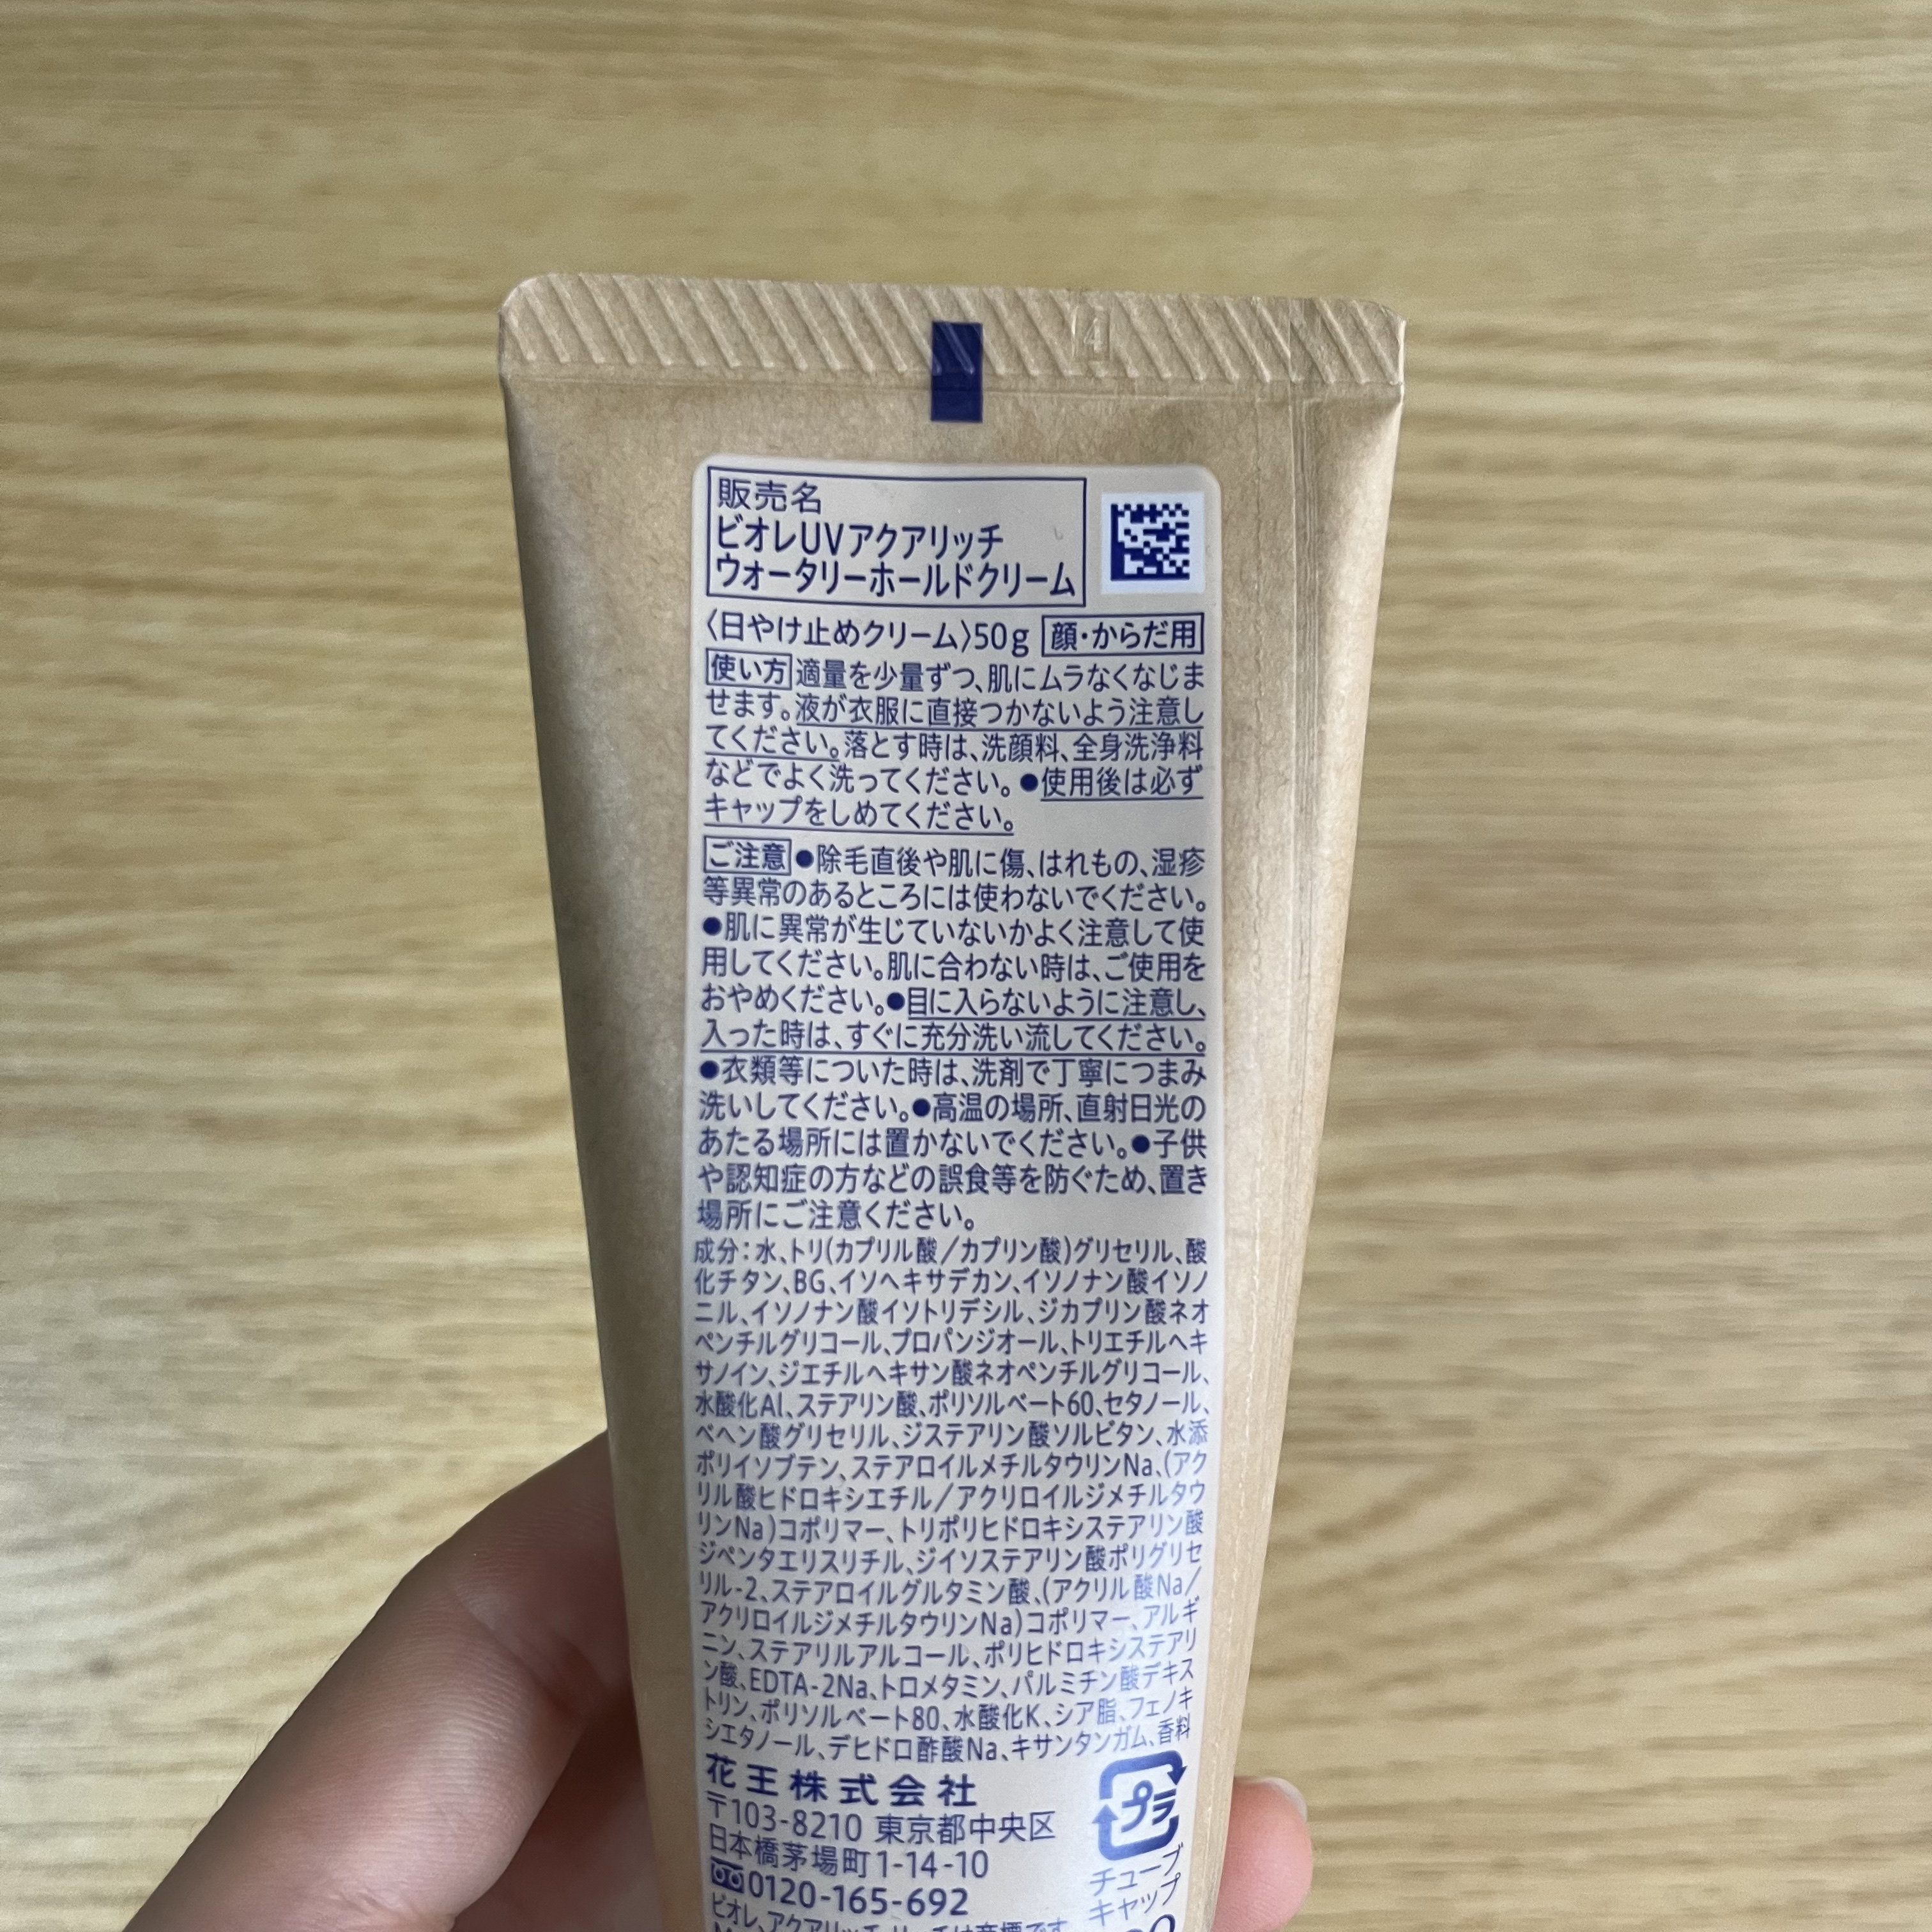 4
販売名
ビオレUVアクアリッチ
ウォータリーホールドクリーム
〈日やけ止めクリーム〉50g 顔・からだ用
使い方 適量を少量ずつ、肌にムラなくなじま
せます。液が衣服に直接つかないよう注意し
てください。落とす時は、洗顔料、全身洗浄料
などでよく洗ってください。●使用後は必ず
キャップをしめてください。
ご注意 ●除毛直後や肌に傷、はれもの、湿疹
等異常のあるところには使わないでください。
●肌に異常が生じていないかよく注意して使
用してください。肌に合わない時は、ご使用を
おやめください。●目に入らないように注意し、
入った時は、すぐに充分洗い流してください。
●衣類等についた時は、洗剤で丁寧につまみ
洗いしてください。●高温の場所、直射日光の
あたる場所には置かないでください。●子供
や認知症の方などの誤食等を防ぐため、置き
場所にご注意ください。
成分：水、トリ(カプリル酸/カプリン酸)グリセリル、酸
化チタン、BG、イソヘキサデカン、イソノナン酸イソノ
ニル、イソノナン酸イソトリデシル、ジカプリン酸ネオ
ペンチルグリコール、プロパンジオール、トリエチルヘキ
サノイン、ジエチルヘキサン酸ネオペンチルグリコール、
水酸化Al、ステアリン酸、ポリソルベート60、セタノール、
ベヘン酸グリセリル、ジステアリン酸ソルビタン、水添
ポリイソブテン、ステアロイルメチルタウリンNa、(アク
リル酸ヒドロキシエチル/アクリロイルジメチルタウ
リンNa)コポリマー、トリポリヒドロキシステアリン酸
ジペンタエリスリチル、ジイソステアリン酸ポリグリセ
リル-2、ステアロイルグルタミン酸、(アクリル酸Na/
アクリロイルジメチルタウリンNa)コポリマー、アルギ
ニン、ステアリルアルコール、ポリヒドロキシステアリ
ン酸、EDTA-2Na、トロメタミン、パルミチン酸デキス
トリン、ポリソルベート80、水酸化K、シア脂、フェノキ
シエタノール、デヒドロ酢酸Na、キサンタンガム、香料
花王株式会社
〒103-8210 東京都中央区
日本橋茅場町1-14-10
0120-165-692
プラ
チューブ
キャップ
ビオレ、アクアリッチ、リッチは商標です。